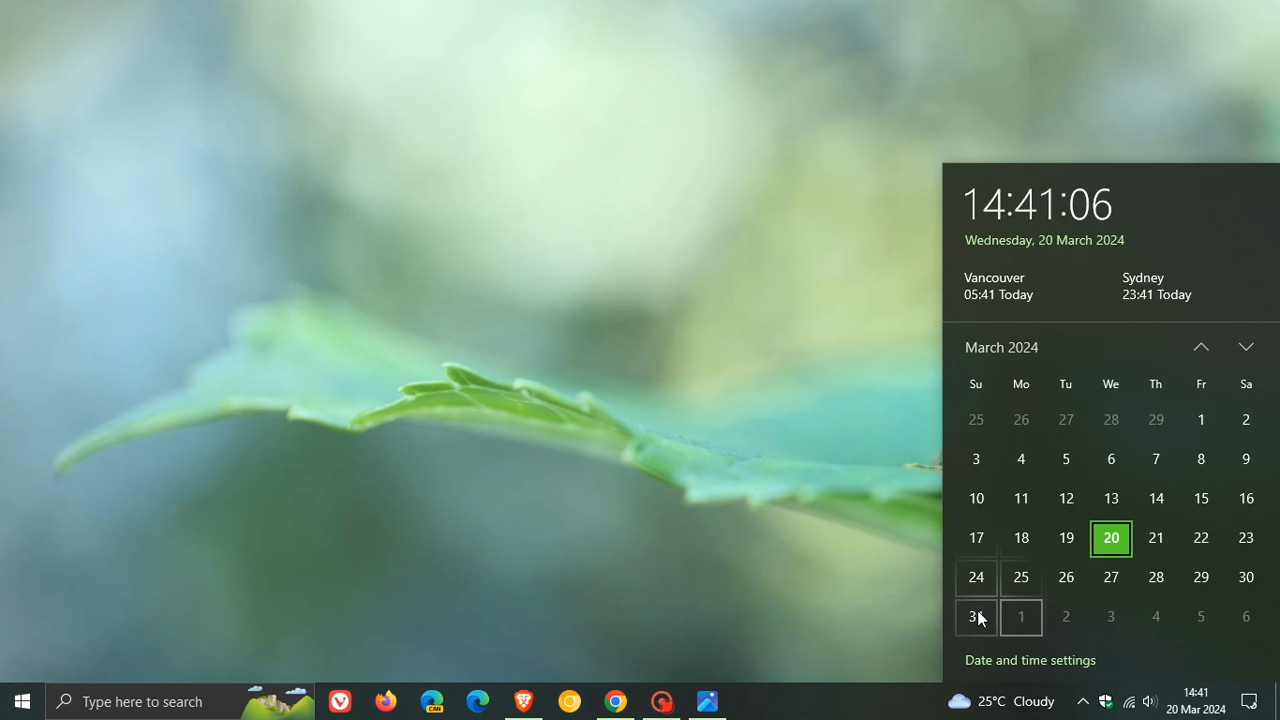 14:41:06
Wednesday, 20 March 2024
Vancouver Sydney
05:41 Today 23:41 Today
March 2024
Su Mo Tu We Th Fr Sa
25 26 27 28 29 1 2
3 4 5 6 7 8 9
10 11 12 13 14 15 16
17 18 19 20 21 22 23
24 25 26 27 28 29 30
31 1 2 3 4 5 6
Date and time settings
Type here to search
CAN
25°C Cloudy
14:41
20 Mar 2024